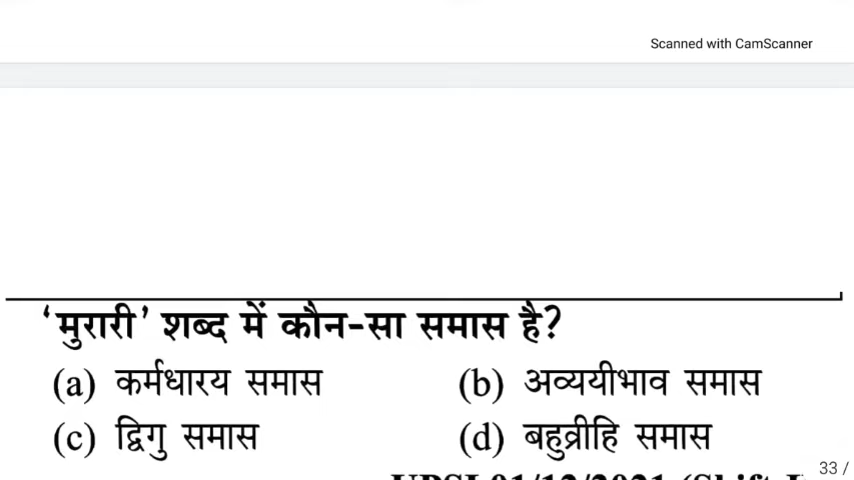 Scanned with CamScanner
‘मुरारी’ शब्द में कौन-सा समास है?
(a) कर्मधारय समास (b) अव्ययीभाव समास
(c) द्विगु समास (d) बहुव्रीहि समास
33 /